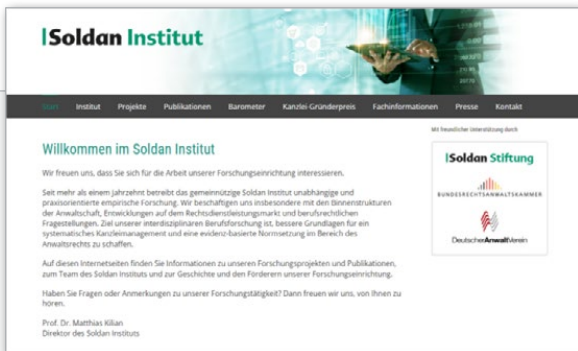 Soldan Institut
Start Institut Projekte Publikationen Barometer Kanzlei-Gründerpreis Fachinformationen Presse Kontakt
Mit freundlicher Unterstützung durch
Willkommen im Soldan Institut
Wir freuen uns, dass Sie sich für die Arbeit unserer Forschungseinrichtung interessieren.
Seit mehr als einem Jahrzehnt betreibt das gemeinnützige Soldan Institut unabhängige und
praxisorientierte empirische Forschung. Wir beschäftigen uns insbesondere mit den Binnenstrukturen
der Anwaltschaft, Entwicklungen auf dem Rechtsdienstleistungsmarkt und berufsrechtlichen
Fragestellungen. Ziel unserer interdisziplinären Berufsforschung ist, bessere Grundlagen für ein
systematisches Kanzleimanagement und eine evidenz-basierte Normsetzung im Bereich des
Anwaltsrechts zu schaffen.
Auf diesen Internetseiten finden Sie Informationen zu unseren Forschungsprojekten und Publikationen,
zum Team des Soldan Instituts und zur Geschichte und den Förderern unserer Forschungseinrichtung.
Haben Sie Fragen oder Anmerkungen zu unserer Forschungstätigkeit? Dann freuen wir uns, von Ihnen zu
hören.
Prof. Dr. Matthias Kilian
Direktor des Soldan Instituts
Soldan Stiftung
BUNDESRECHTSANWALTSKAMMER
DeutscherAnwaltVerein